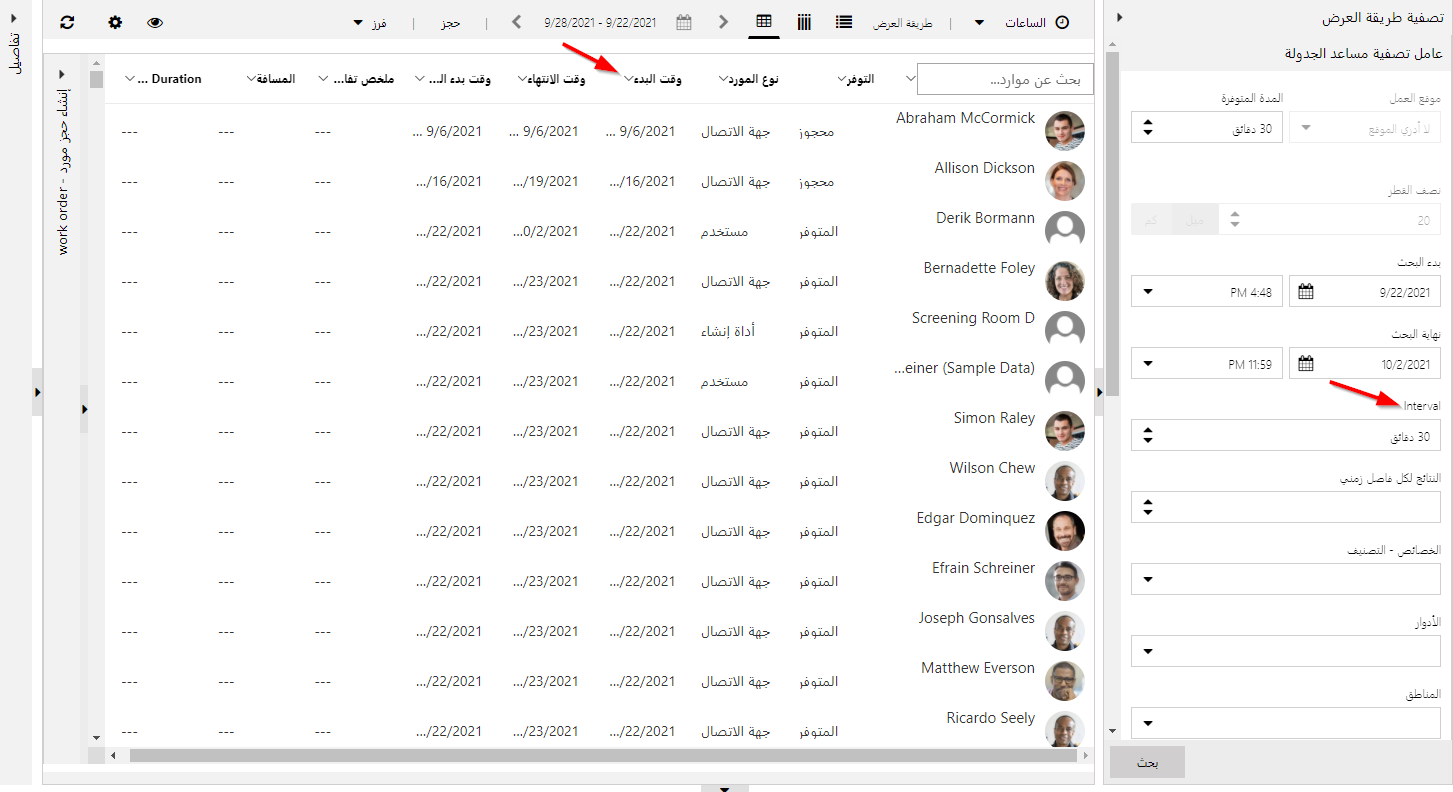 تصفية طريقة العرض
عامل تصفية مساعد الجدولة
موقع العمل
المدة المتوفرة
لا أدري الموقع
30 دقائق
نصف القطر
20
ميل
كم
بدء البحث
9/22/2021
4:48 PM
نهاية البحث
10/2/2021
11:59 PM
Interval
30 دقائق
النتائج لكل فاصل زمني
الخصائص - التصنيف
الأدوار
المناطق
بحث
الساعات
|
طريقة العرض
9/28/2021 - 9/22/2021
|
حجز
|
فرز
بحث عن موارد...
التوفر
نوع المورد
وقت البدء
وقت الانتهاء
وقت بدء ال...
ملخص تفا...
المسافة
Duration ...
Abraham McCormick
محجوز جهة الاتصال 9/6/2021 ... 9/6/2021 ... 9/6/2021 ... --- --- ---
Allison Dickson
محجوز جهة الاتصال .../16/2021 .../19/2021 .../16/2021 --- --- ---
Derik Bormann
المتوفر مستخدم .../22/2021 ...0/2/2021 .../22/2021 --- --- ---
Bernadette Foley
المتوفر جهة الاتصال .../22/2021 .../23/2021 .../22/2021 --- --- ---
Screening Room D
المتوفر أداة إنشاء .../22/2021 .../23/2021 .../22/2021 --- --- ---
...einer (Sample Data)
المتوفر مستخدم .../22/2021 .../23/2021 .../22/2021 --- --- ---
Simon Raley
المتوفر جهة الاتصال .../22/2021 .../23/2021 .../22/2021 --- --- ---
Wilson Chew
المتوفر جهة الاتصال .../22/2021 .../23/2021 .../22/2021 --- --- ---
Edgar Dominquez
المتوفر جهة الاتصال .../22/2021 .../23/2021 .../22/2021 --- --- ---
Efrain Schreiner
المتوفر جهة الاتصال .../22/2021 .../23/2021 .../22/2021 --- --- ---
Joseph Gonsalves
المتوفر جهة الاتصال .../22/2021 .../23/2021 .../22/2021 --- --- ---
Matthew Everson
المتوفر جهة الاتصال .../22/2021 .../23/2021 .../22/2021 --- --- ---
Ricardo Seely
المتوفر جهة الاتصال .../22/2021 .../23/2021 .../22/2021 --- --- ---
إنشاء حجز مورد - work order
تفاصيل